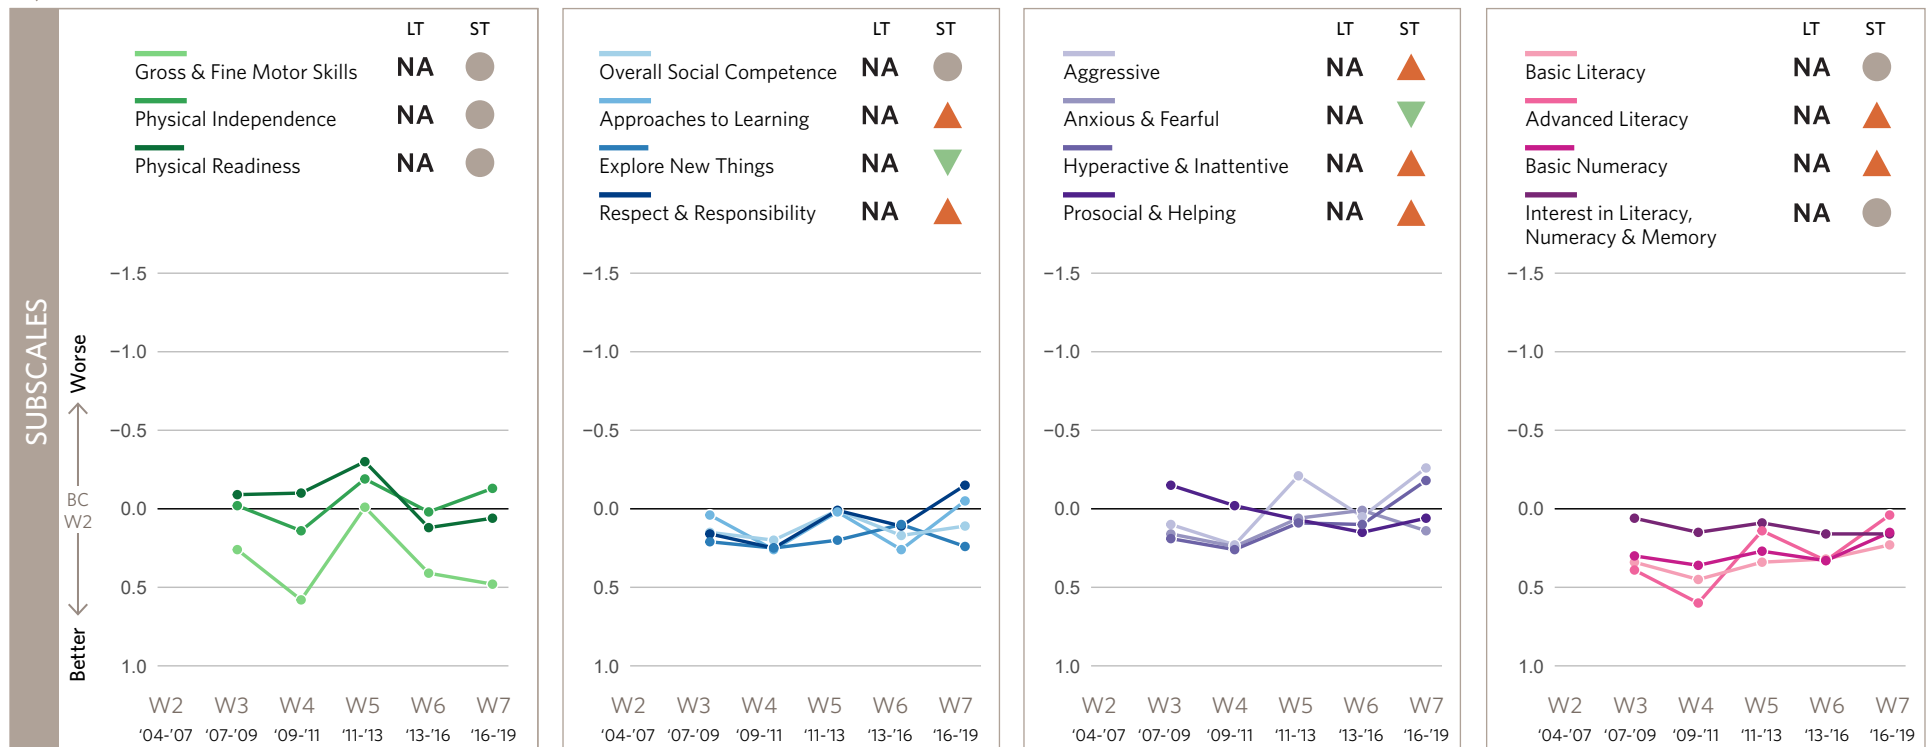 SUBSCALES
Worse
BC
W2
Better
LT ST
Gross & Fine Motor Skills NA
Physical Independence NA
Physical Readiness NA
−1.5
−1.0
−0.5
0.0
0.5
1.0
W2 W3 W4 W5 W6 W7
‘04-’07 ‘07-’09 ‘09-’11 ‘11-’13 ‘13-’16 ‘16-’19
LT ST
Overall Social Competence NA
Approaches to Learning NA
Explore New Things NA
Respect & Responsibility NA
−1.5
−1.0
−0.5
0.0
0.5
1.0
W2 W3 W4 W5 W6 W7
‘04-’07 ‘07-’09 ‘09-’11 ‘11-’13 ‘13-’16 ‘16-’19
LT ST
Aggressive NA
Anxious & Fearful NA
Hyperactive & Inattentive NA
Prosocial & Helping NA
−1.5
−1.0
−0.5
0.0
0.5
1.0
W2 W3 W4 W5 W6 W7
‘04-’07 ‘07-’09 ‘09-’11 ‘11-’13 ‘13-’16 ‘16-’19
LT ST
Basic Literacy NA
Advanced Literacy NA
Basic Numeracy NA
Interest in Literacy, NA
Numeracy & Memory
−1.5
−1.0
−0.5
0.0
0.5
1.0
W2 W3 W4 W5 W6 W7
‘04-’07 ‘07-’09 ‘09-’11 ‘11-’13 ‘13-’16 ‘16-’19